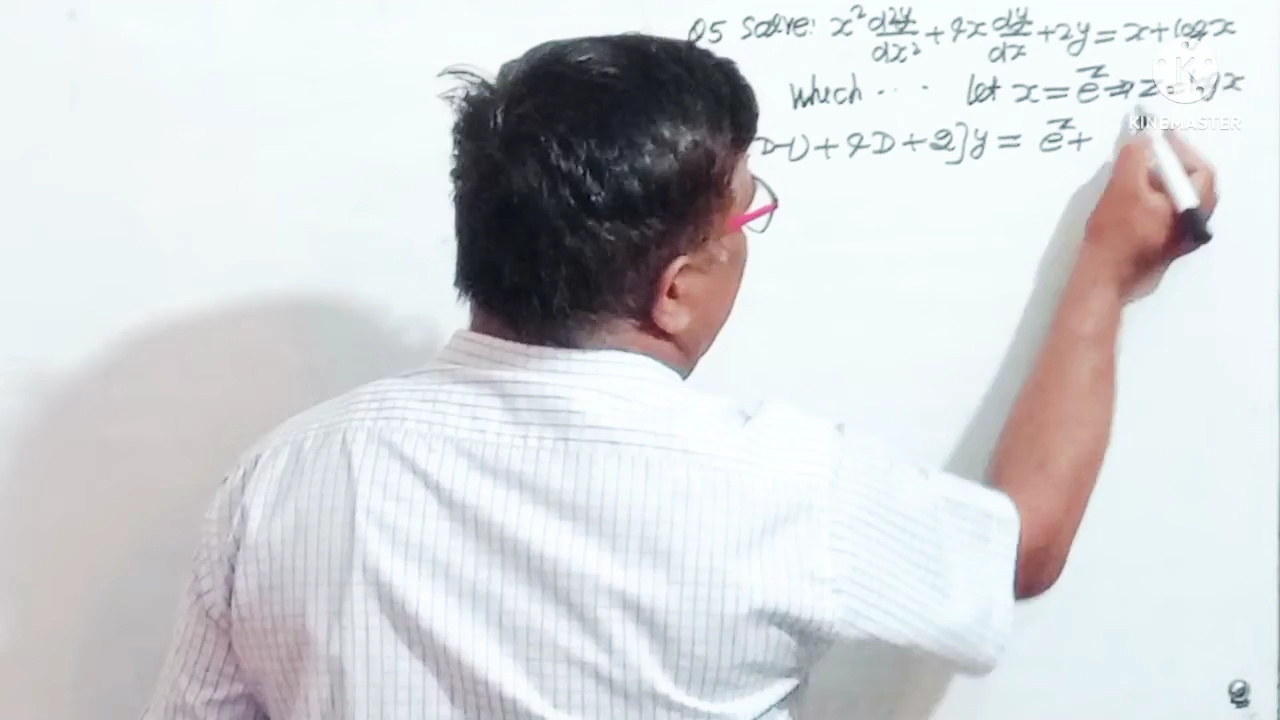 Q5 Solve: x² d²y/dx² + 4x dy/dx + 2y = x + log x
Which ... let x = e^z ⇒ z = log x
D-1) + 4D + 2]y = e^z +
KINEMASTER